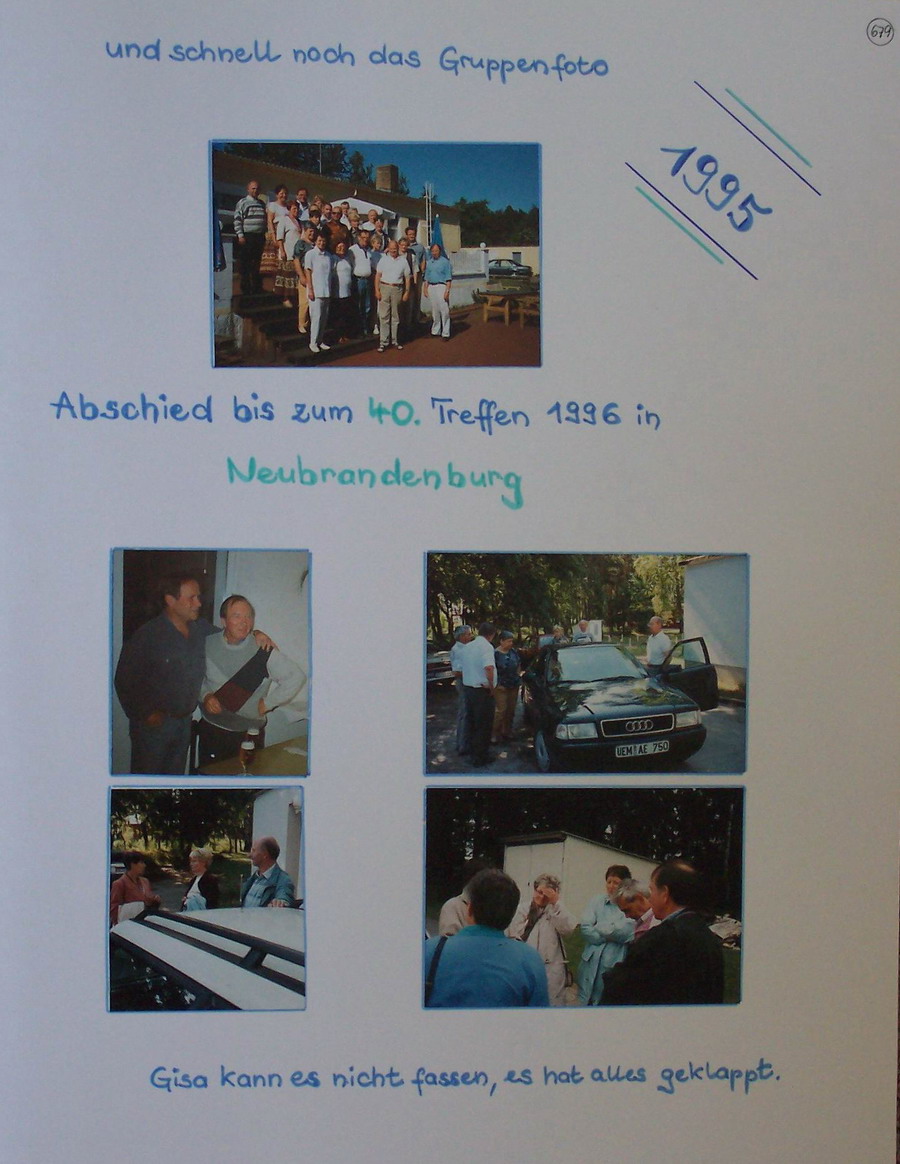 679
und schnell noch das Gruppenfoto
1995
Abschied bis zum 40. Treffen 1996 in
Neubrandenburg
UEM AE 750
Gisa kann es nicht fassen, es hat alles geklappt.